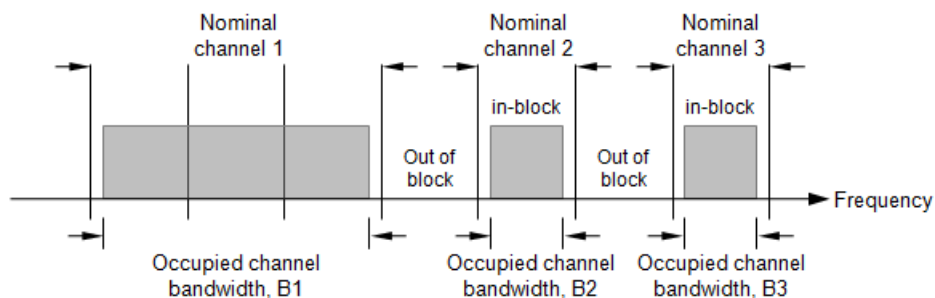 Nominal
channel 1
Nominal
channel 2
Nominal
channel 3
in-block
in-block
Out of
block
Out of
block
Frequency
Occupied channel
bandwidth, B1
Occupied channel
bandwidth, B2
Occupied channel
bandwidth, B3